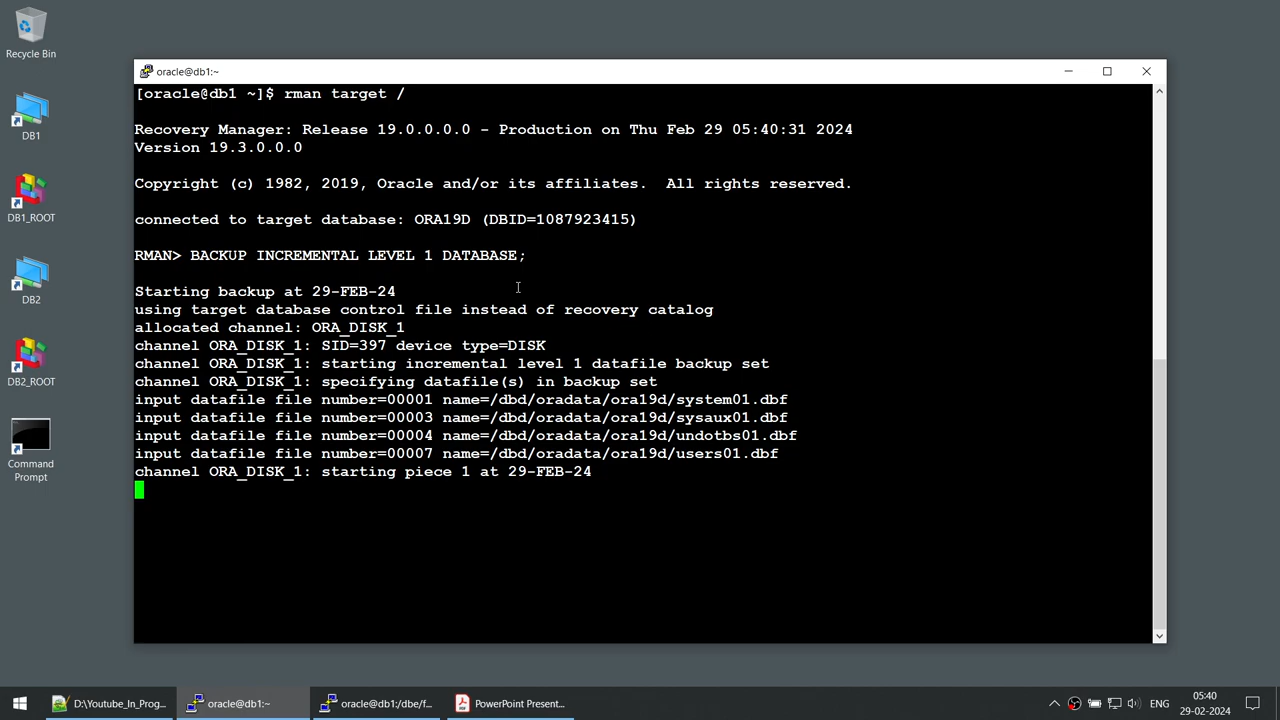 Recycle Bin
DB1
DB1_ROOT
DB2
DB2_ROOT
Command
Prompt
oracle@db1:~
[oracle@db1 ~]$ rman target /
Recovery Manager: Release 19.0.0.0.0 - Production on Thu Feb 29 05:40:31 2024
Version 19.3.0.0.0
Copyright (c) 1982, 2019, Oracle and/or its affiliates.  All rights reserved.
connected to target database: ORA19D (DBID=1087923415)
RMAN> BACKUP INCREMENTAL LEVEL 1 DATABASE;
Starting backup at 29-FEB-24
using target database control file instead of recovery catalog
allocated channel: ORA_DISK_1
channel ORA_DISK_1: SID=397 device type=DISK
channel ORA_DISK_1: starting incremental level 1 datafile backup set
channel ORA_DISK_1: specifying datafile(s) in backup set
input datafile file number=00001 name=/dbd/oradata/ora19d/system01.dbf
input datafile file number=00003 name=/dbd/oradata/ora19d/sysaux01.dbf
input datafile file number=00004 name=/dbd/oradata/ora19d/undotbs01.dbf
input datafile file number=00007 name=/dbd/oradata/ora19d/users01.dbf
channel ORA_DISK_1: starting piece 1 at 29-FEB-24
D:\Youtube_In_Prog...
oracle@db1:~
oracle@db1:/dbe/f...
PowerPoint Present...
ENG
05:40
29-02-2024